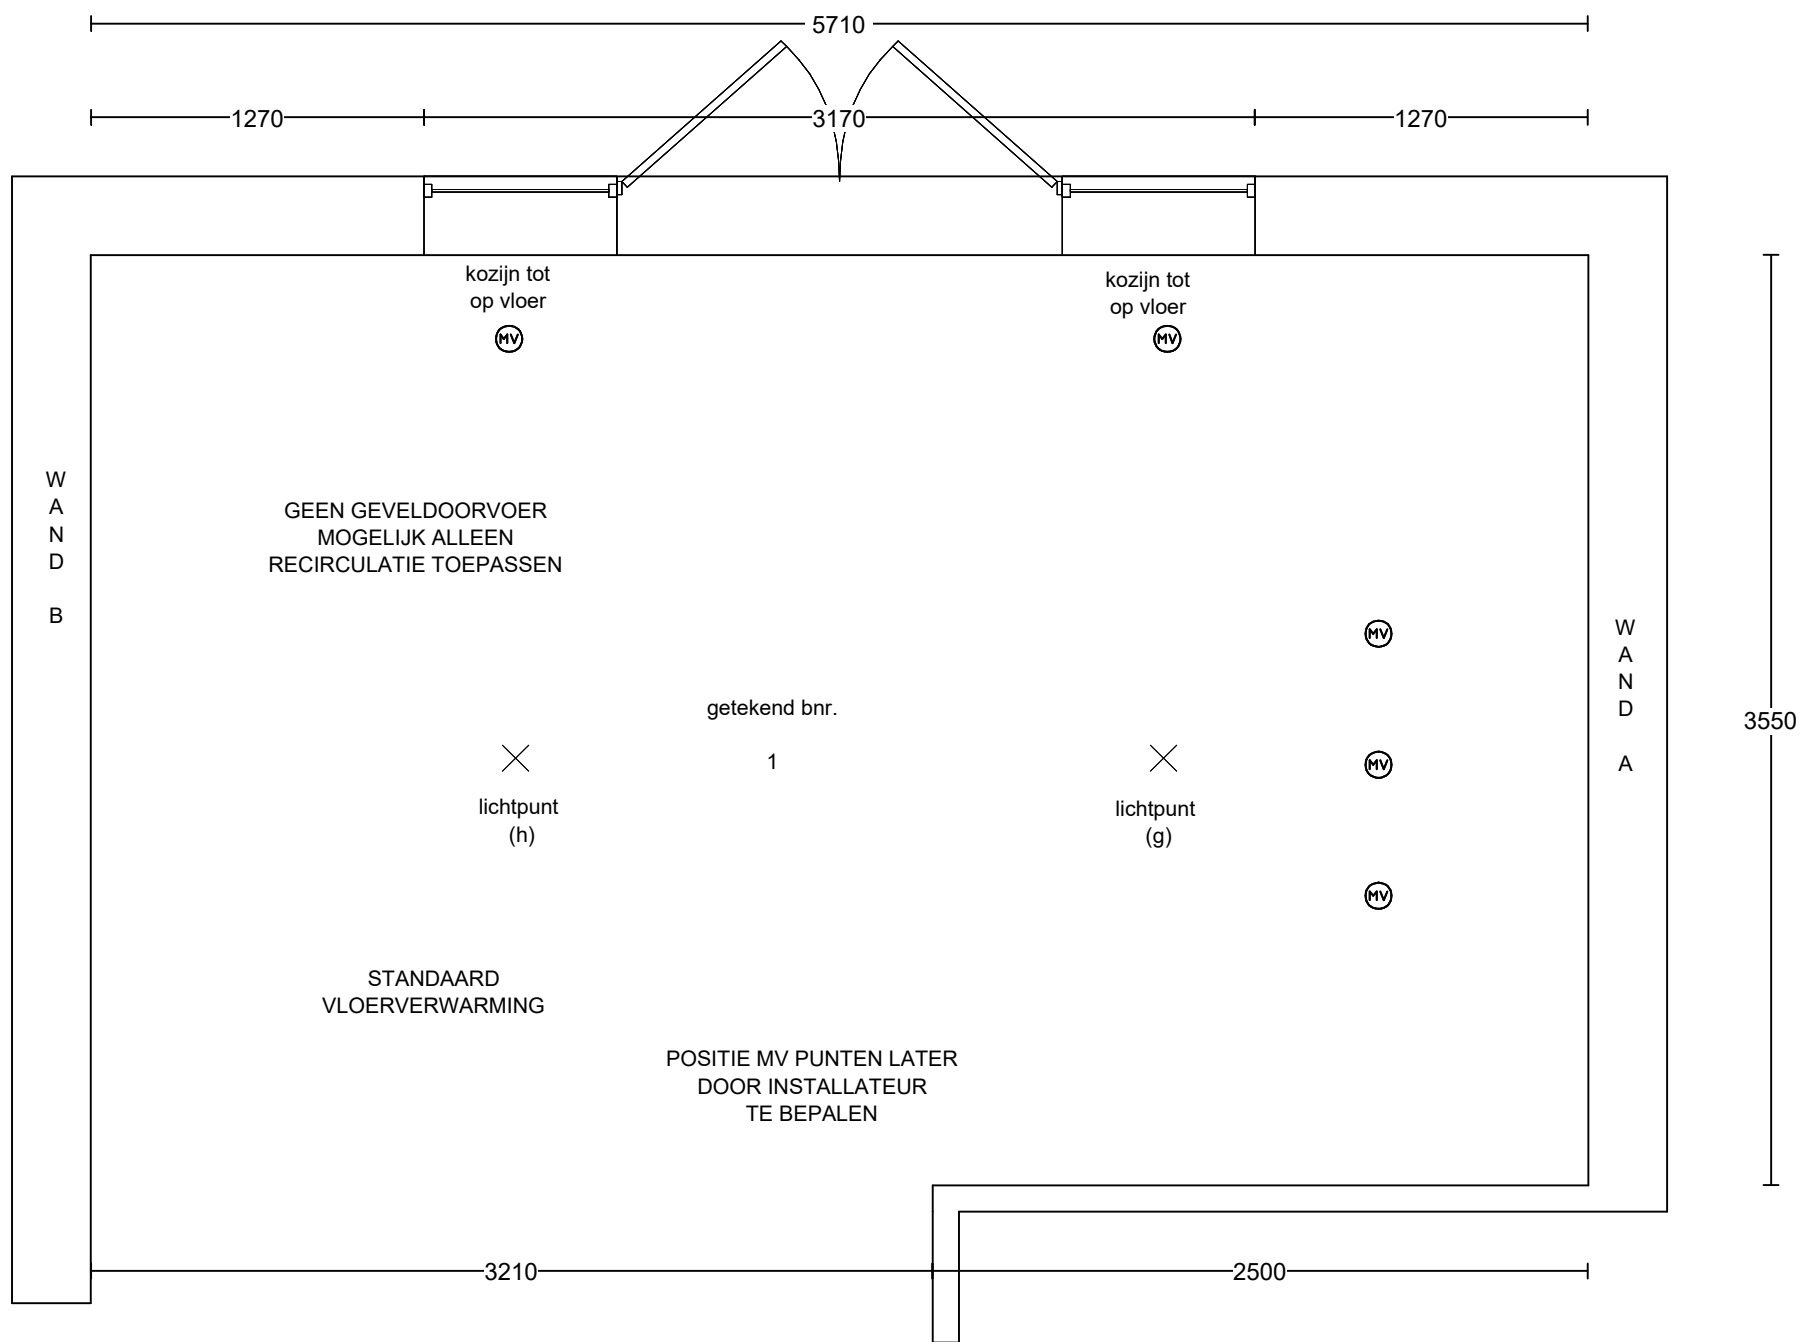 5710
1270
3170
1270
kozijn tot
op vloer
MV
kozijn tot
op vloer
MV
W
A
N
D
B
GEEN GEVELDOORVOER
MOGELIJK ALLEEN
RECIRCULATIE TOEPASSEN
MV
W
A
N
D
A
getekend bnr.
1
3550
MV
lichtpunt
(h)
lichtpunt
(g)
MV
STANDAARD
VLOERVERWARMING
POSITIE MV PUNTEN LATER
DOOR INSTALLATEUR
TE BEPALEN
3210
2500